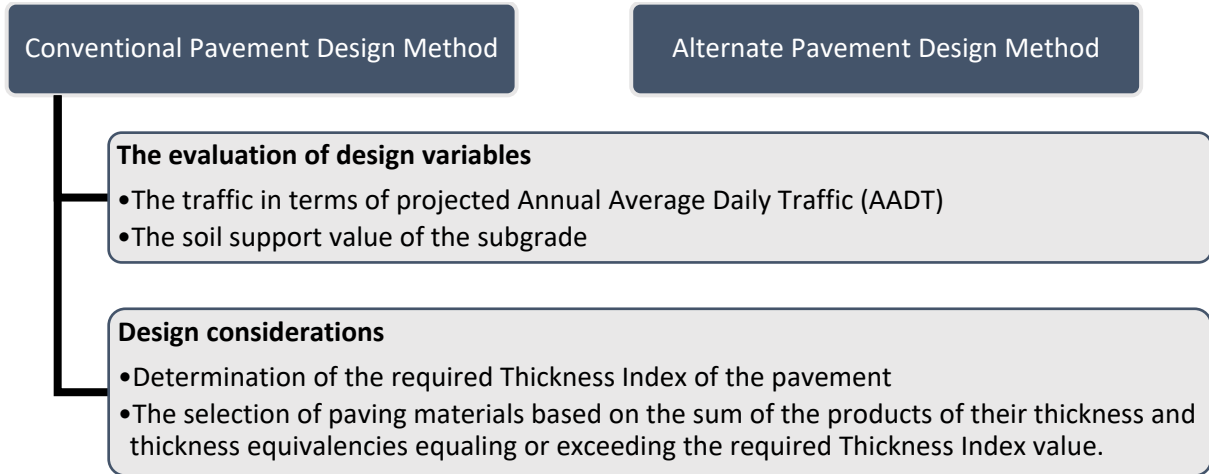 Conventional Pavement Design Method
Alternate Pavement Design Method
The evaluation of design variables
•The traffic in terms of projected Annual Average Daily Traffic (AADT)
•The soil support value of the subgrade
Design considerations
•Determination of the required Thickness Index of the pavement
•The selection of paving materials based on the sum of the products of their thickness and
thickness equivalencies equaling or exceeding the required Thickness Index value.